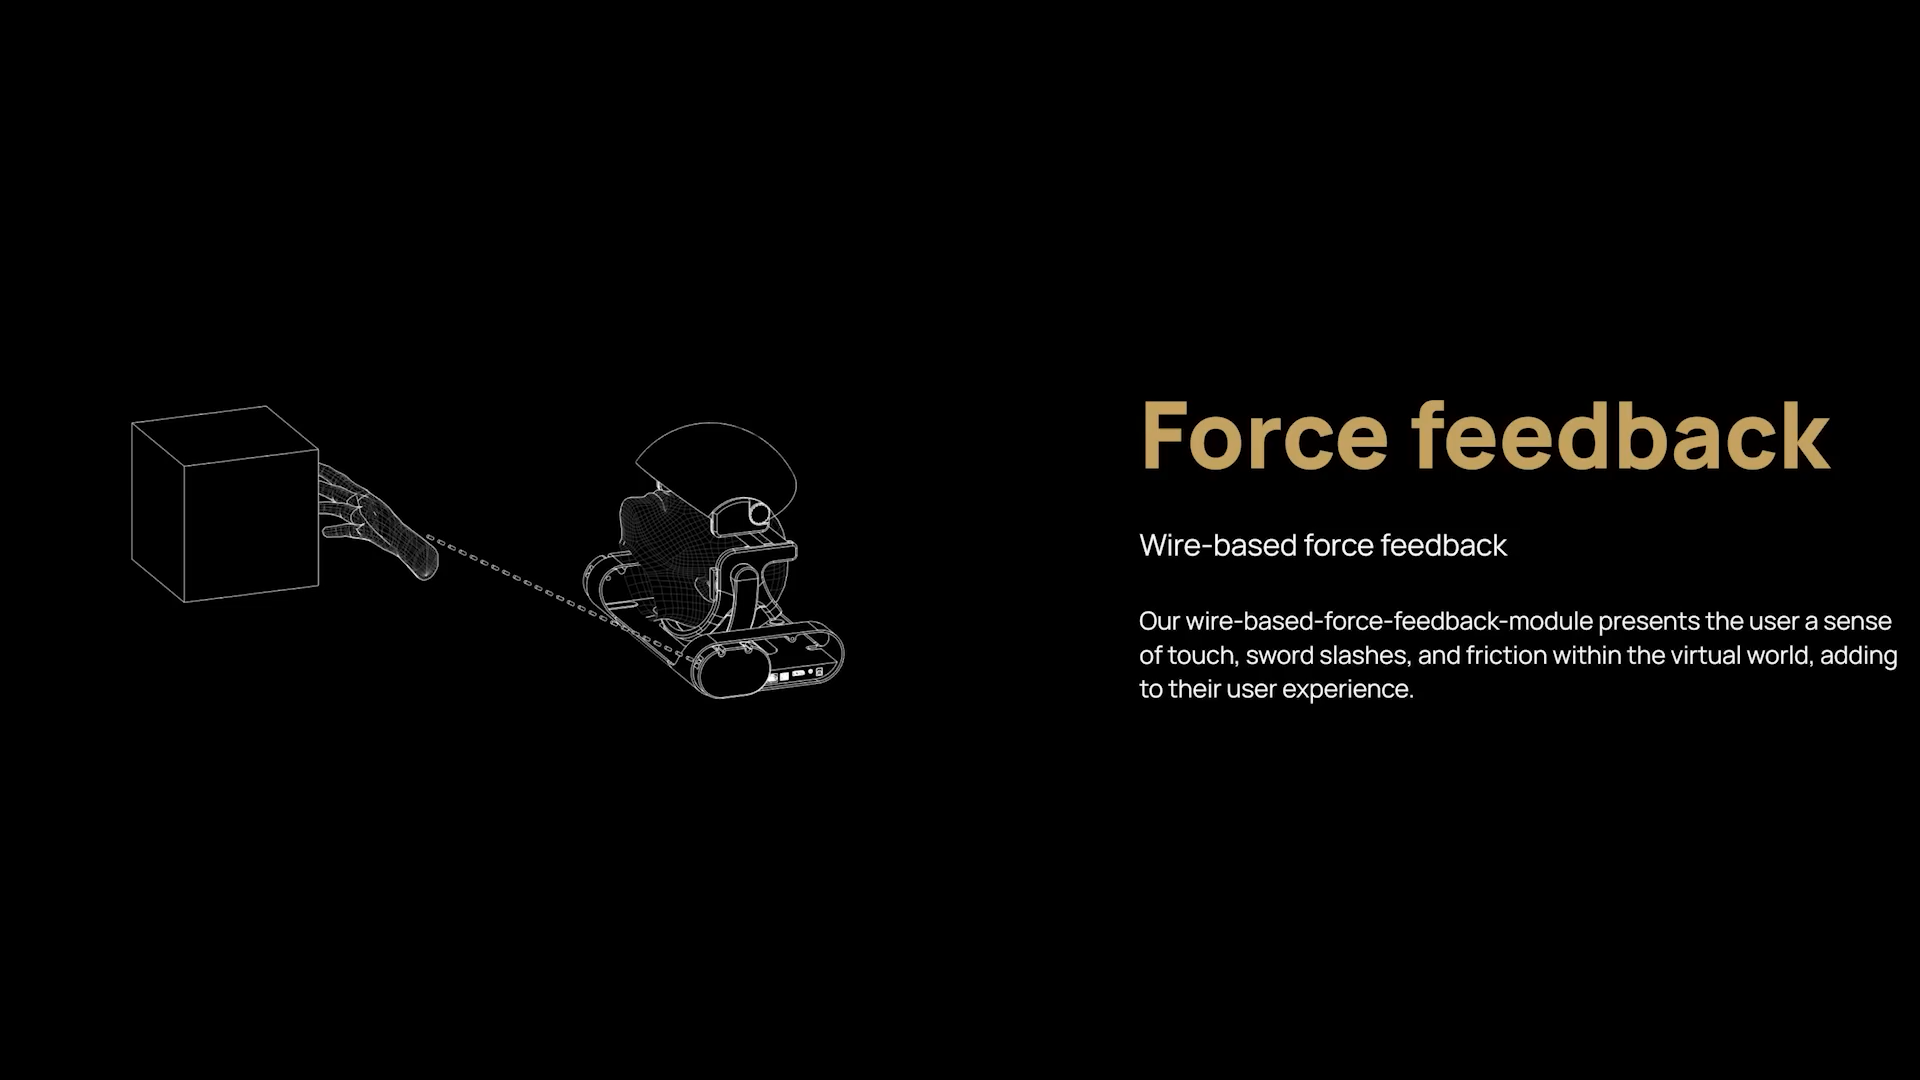 Force feedback
Wire-based force feedback
Our wire-based-force-feedback-module presents the user a sense
of touch, sword slashes, and friction within the virtual world, adding
to their user experience.